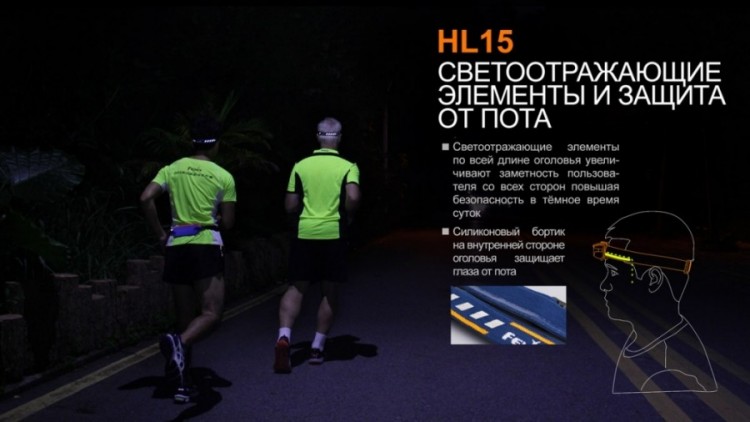 HL15
СВЕТООТРАЖАЮЩИЕ
ЭЛЕМЕНТЫ И ЗАЩИТА
ОТ ПОТА
Светоотражающие элементы
по всей длине оголовья увели-
чивают заметность пользова-
теля со всех сторон повышая
безопасность в тёмное время
суток
Силиконовый бортик
на внутренней стороне
оголовья защищает
глаза от пота